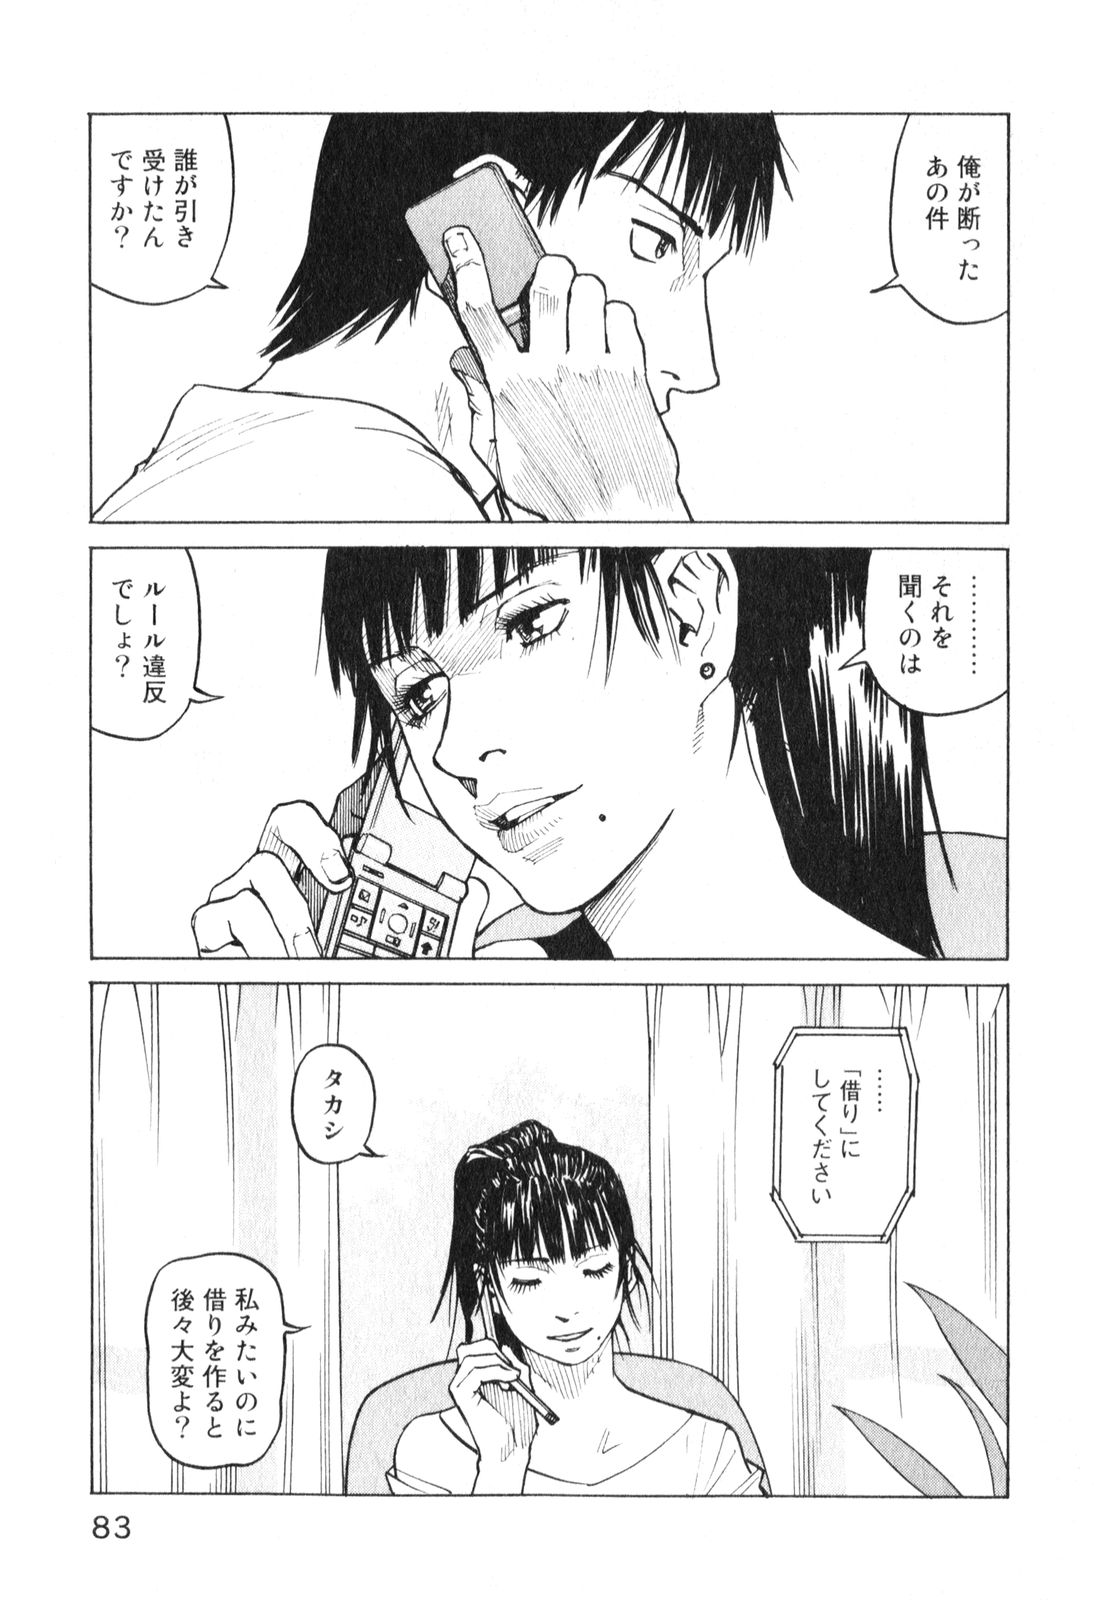 俺が断った
あの件
誰が引き
受けたん
ですか？
…………
それを
聞くのは
ルール違反
でしょ？
……
「借り」に
してください
タカシ
私みたいのに
借りを作ると
後々大変よ？
83